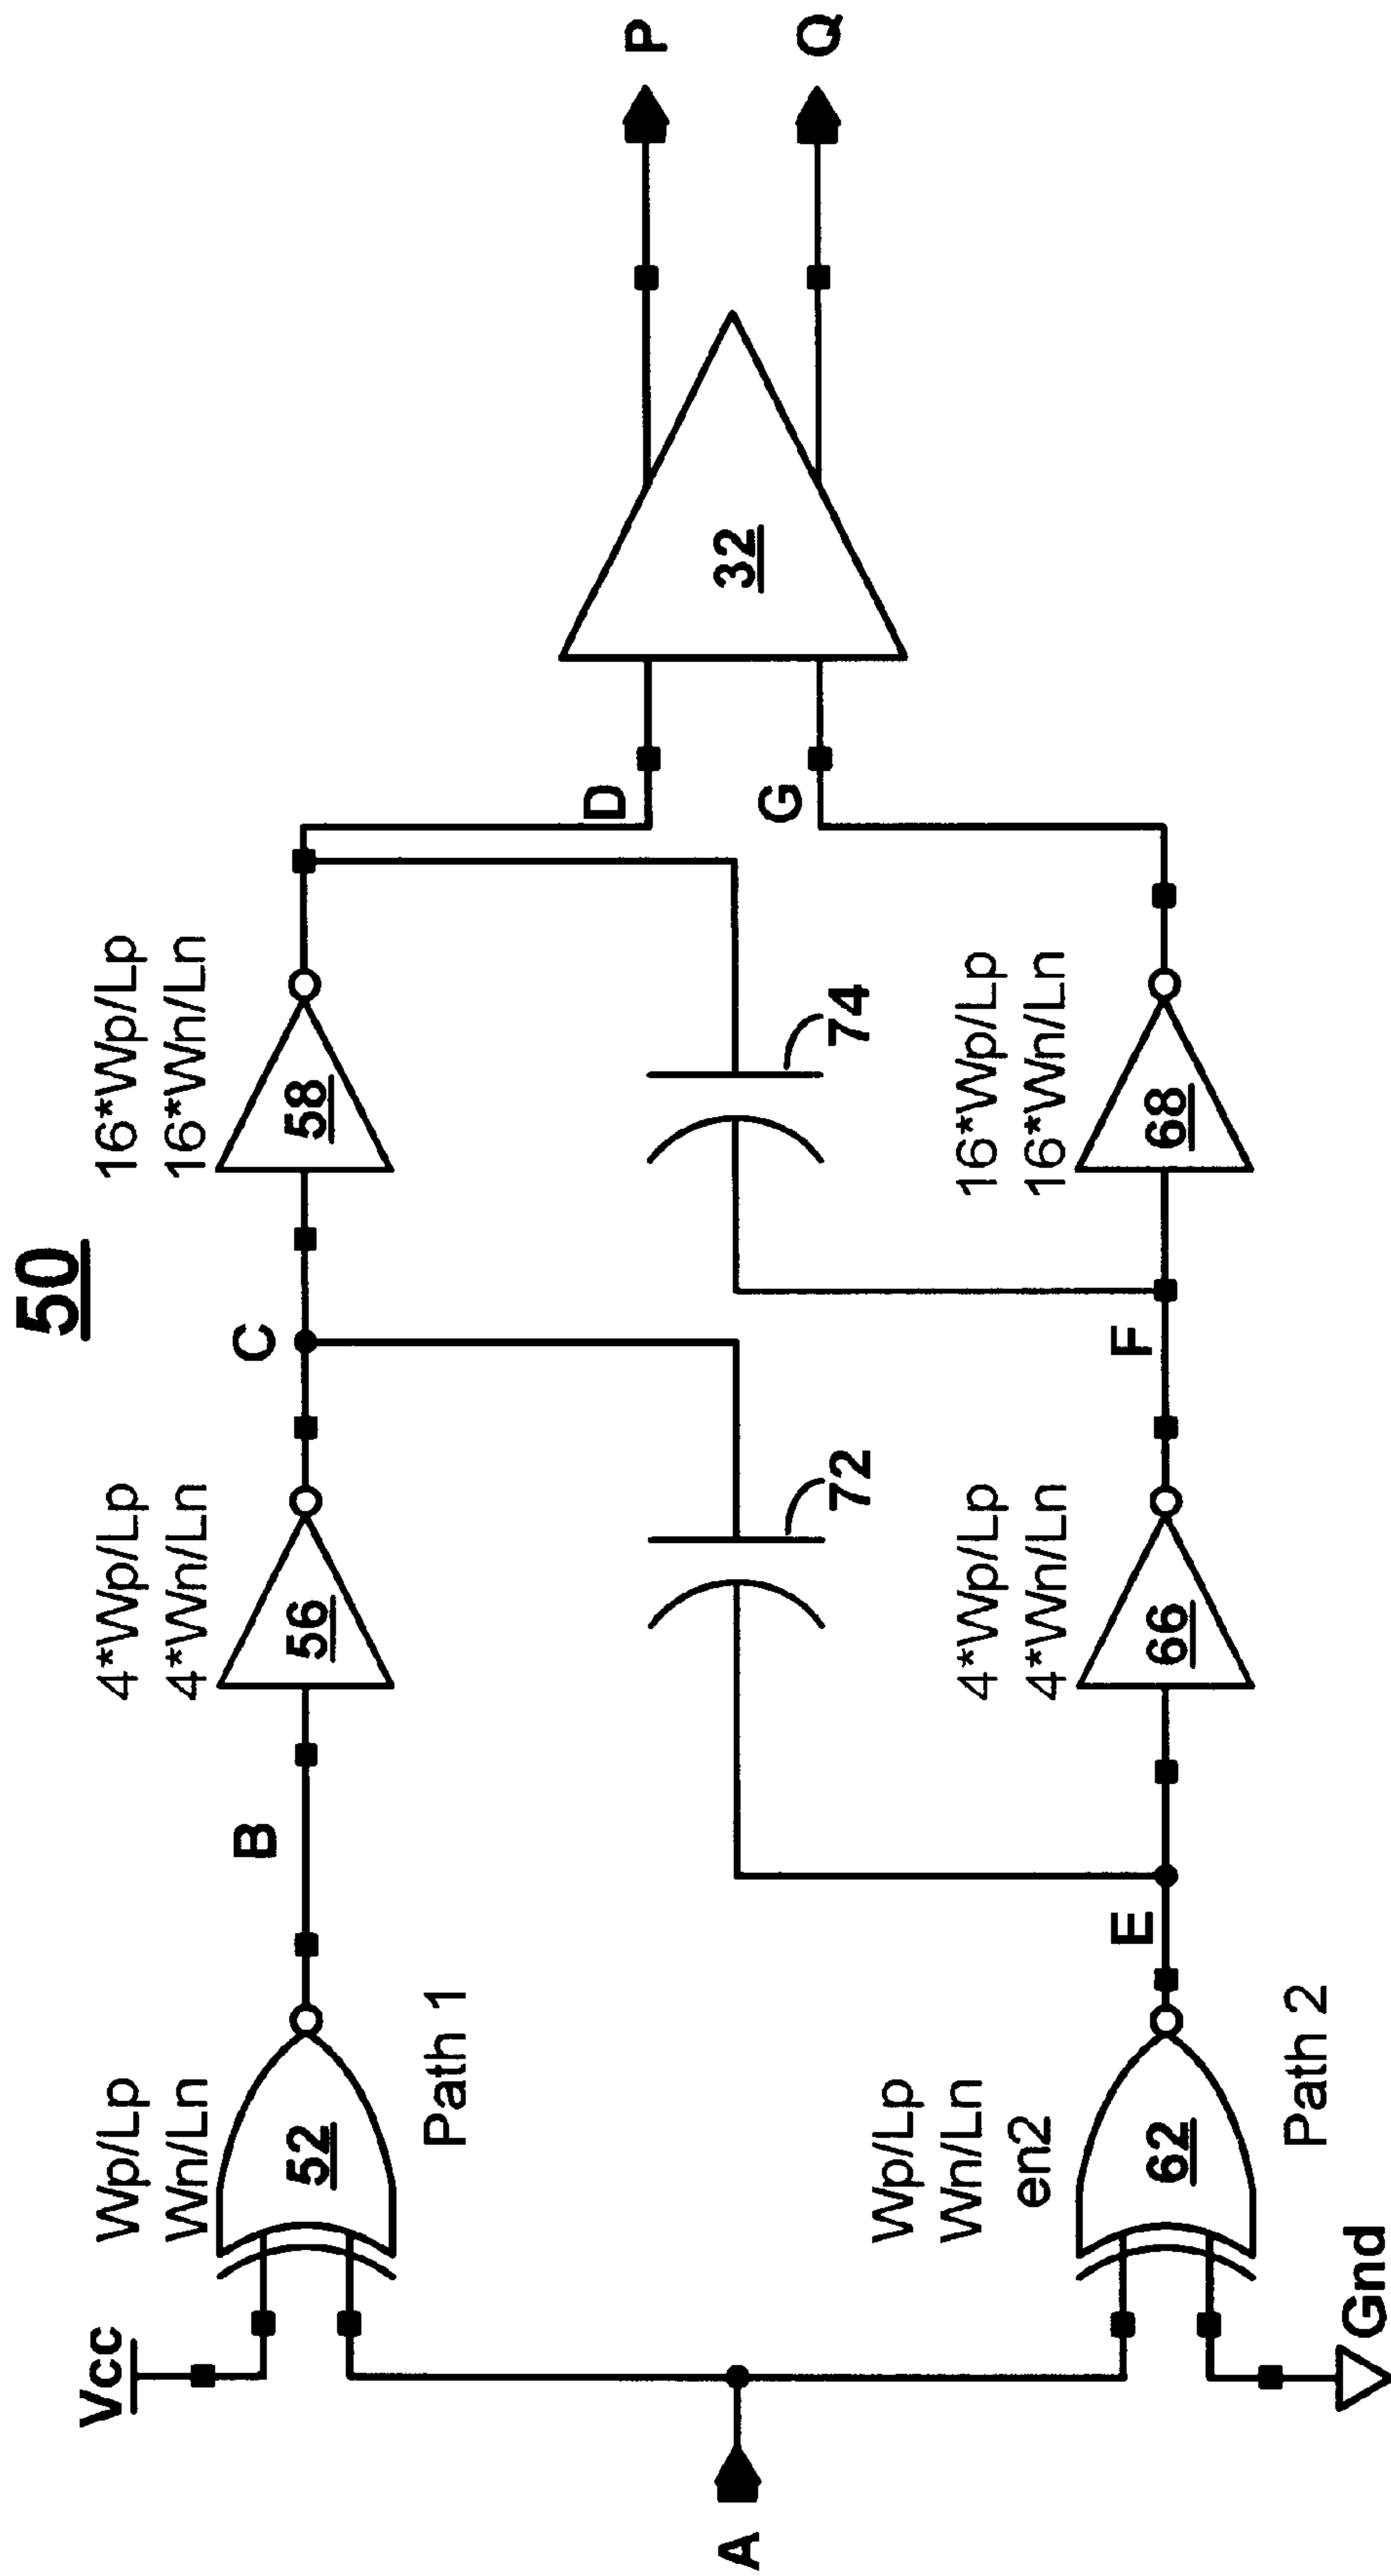 50
Vcc
Wp/Lp
Wn/Ln
52
Path 1
B
4*Wp/Lp
4*Wn/Ln
56
C
16*Wp/Lp
16*Wn/Ln
58
D
P
A
72
74
32
G
Q
Wp/Lp
Wn/Ln
en2
62
Path 2
Gnd
E
4*Wp/Lp
4*Wn/Ln
66
F
16*Wp/Lp
16*Wn/Ln
68